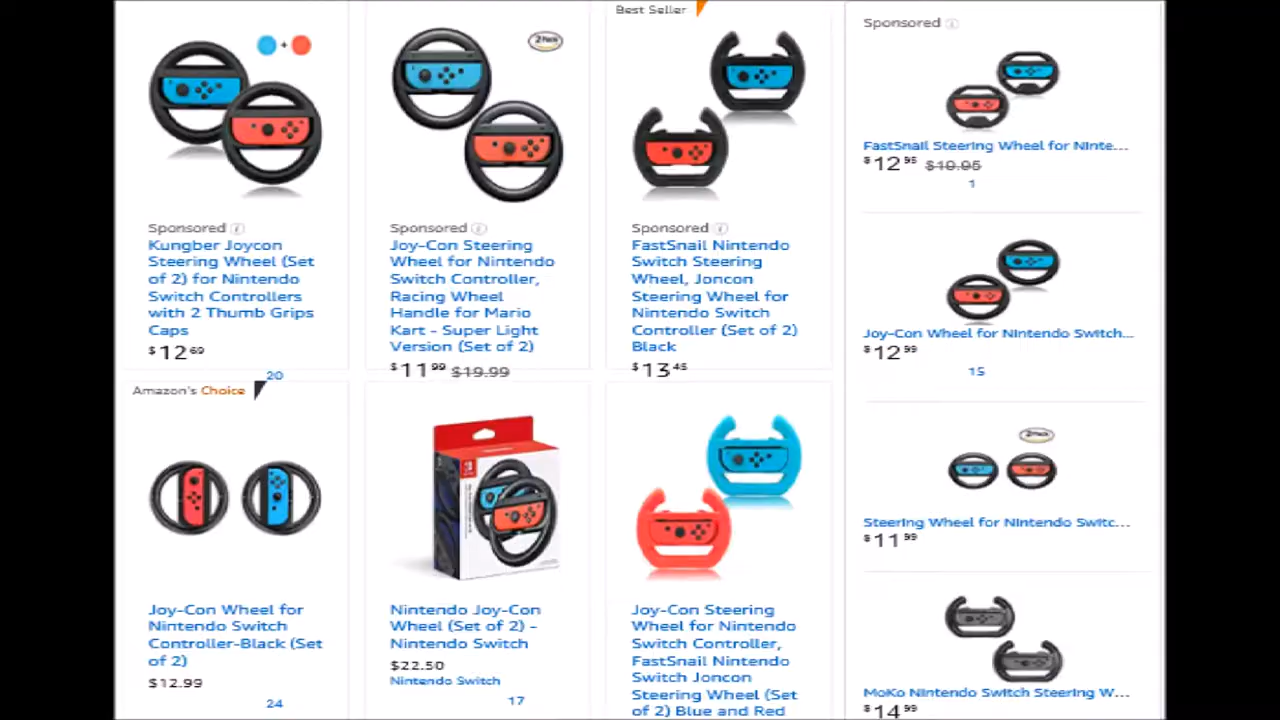 Sponsored
Kungber Joycon
Steering Wheel (Set
of 2) for Nintendo
Switch Controllers
with 2 Thumb Grips
Caps
$12 69
20
2 Pack
Sponsored
Joy-Con Steering
Wheel for Nintendo
Switch Controller,
Racing Wheel
Handle for Mario
Kart - Super Light
Version (Set of 2)
$11 99 $19.99
Best Seller
Sponsored
FastSnail Nintendo
Switch Steering
Wheel, Joncon
Steering Wheel for
Nintendo Switch
Controller (Set of 2)
Black
$13 45
Amazon's Choice
Joy-Con Wheel for
Nintendo Switch
Controller-Black (Set
of 2)
$12.99
24
Nintendo Joy-Con
Wheel (Set of 2) –
Nintendo Switch
$22.50
Nintendo Switch
17
Joy-Con Steering
Wheel for Nintendo
Switch Controller,
FastSnail Nintendo
Switch Joncon
Steering Wheel (Set
of 2) Blue and Red
Sponsored
FastSnail Steering Wheel for Ninte...
$12 95 $19.95
1
Joy-Con Wheel for Nintendo Switch...
$12 99
15
2 Pack
Steering Wheel for Nintendo Switc...
$11 99
MoKo Nintendo Switch Steering W...
$14 99